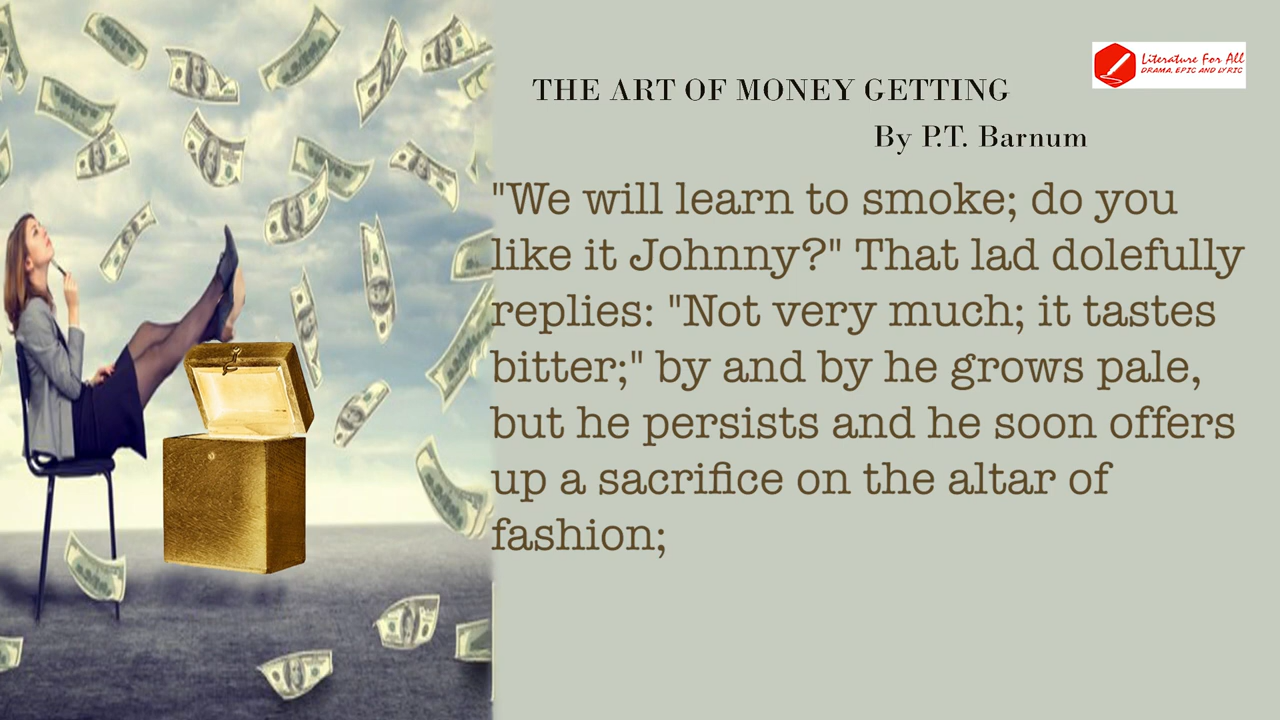 THE ART OF MONEY GETTING
Literature For All
DRAMA, EPIC AND LYRIC
By P.T. Barnum
"We will learn to smoke; do you
like it Johnny?" That lad dolefully
replies: "Not very much; it tastes
bitter;" by and by he grows pale,
but he persists and he soon offers
up a sacrifice on the altar of
fashion;